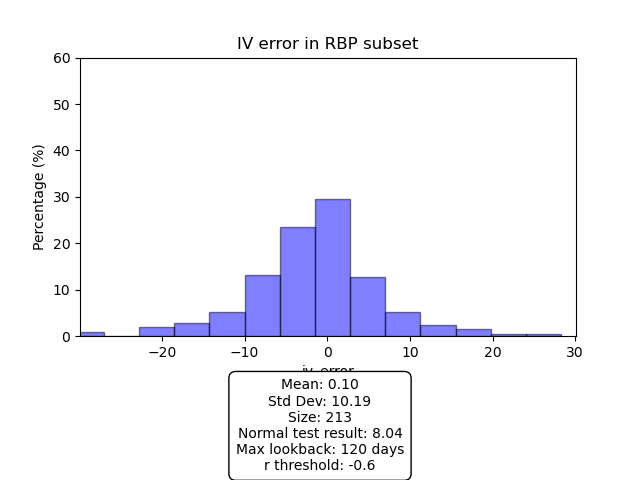 IV error in RBP subset
60
50
40
30
20
10
0
Percentage (%)
−20
−10
0
10
20
30
iv_error
Mean: 0.10
Std Dev: 10.19
Size: 213
Normal test result: 8.04
Max lookback: 120 days
r threshold: -0.6